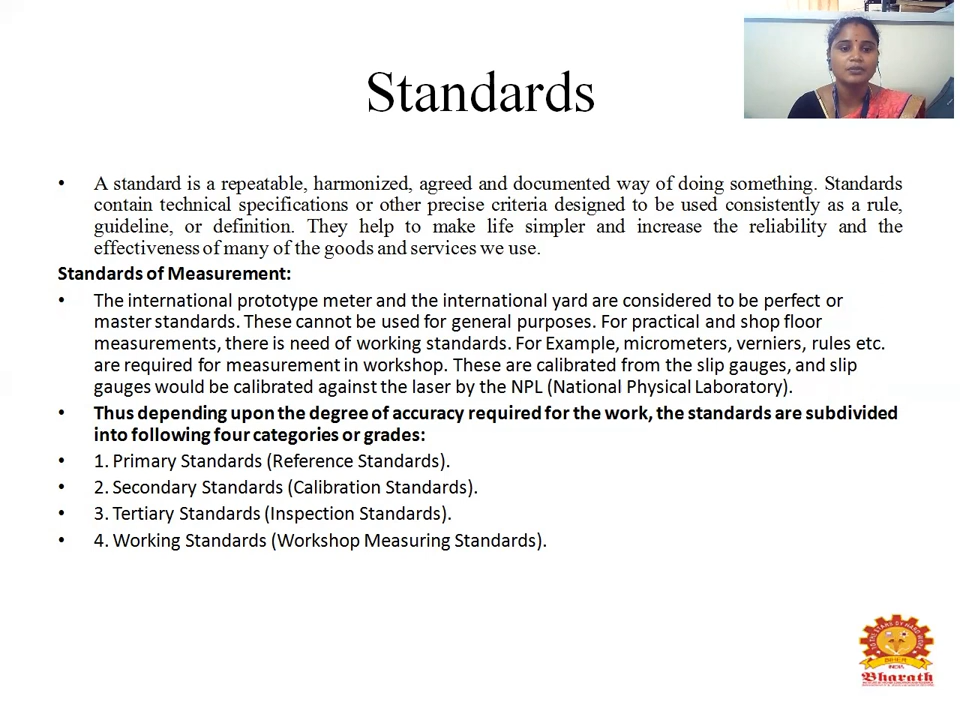 Standards
• A standard is a repeatable, harmonized, agreed and documented way of doing something. Standards
contain technical specifications or other precise criteria designed to be used consistently as a rule,
guideline, or definition. They help to make life simpler and increase the reliability and the
effectiveness of many of the goods and services we use.
Standards of Measurement:
• The international prototype meter and the international yard are considered to be perfect or
master standards. These cannot be used for general purposes. For practical and shop floor
measurements, there is need of working standards. For Example, micrometers, verniers, rules etc.
are required for measurement in workshop. These are calibrated from the slip gauges, and slip
gauges would be calibrated against the laser by the NPL (National Physical Laboratory).
• Thus depending upon the degree of accuracy required for the work, the standards are subdivided
into following four categories or grades:
• 1. Primary Standards (Reference Standards).
• 2. Secondary Standards (Calibration Standards).
• 3. Tertiary Standards (Inspection Standards).
• 4. Working Standards (Workshop Measuring Standards).
TO THE STARS BY HARD WORK
BIHER
INDIA
Bharath